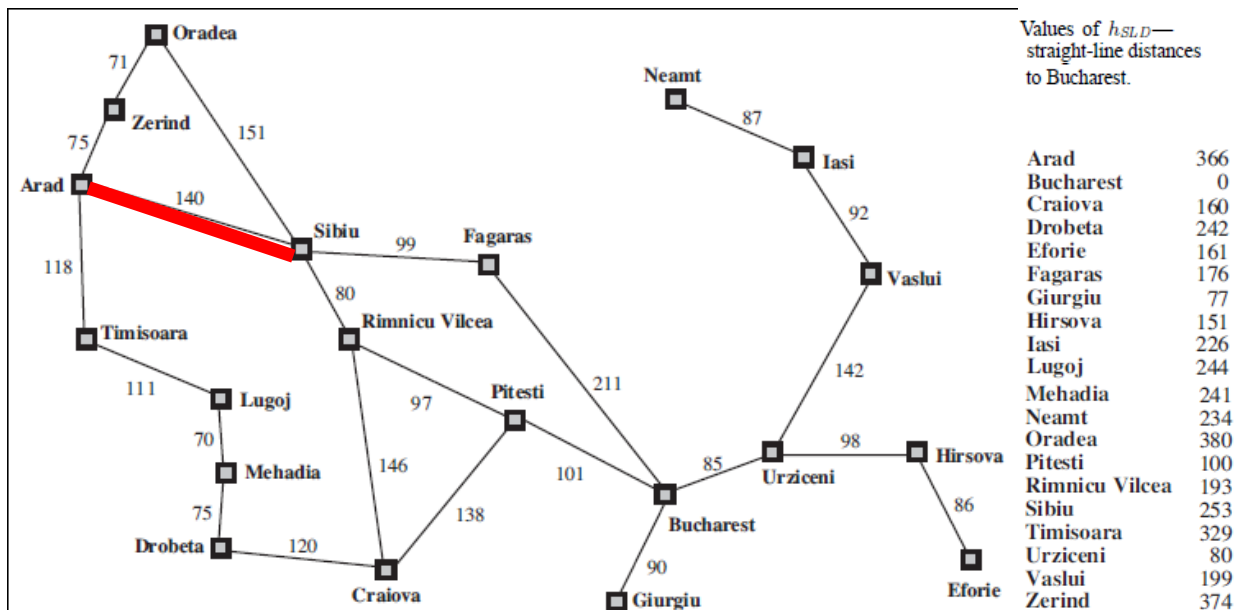 Oradea
71
Neamt
87
Zerind
151
75
Iasi
Arad
140
92
Sibiu
Fagaras
99
118
Vaslui
80
Timisoara
Rimnicu Vilcea
211
142
111
Lugoj
97
Pitesti
70
98
Hirsova
146
85
Mehadia
101
Urziceni
86
75
138
Bucharest
Drobeta
120
90
Craiova
Giurgiu
Eforie
Values of hSLD—
straight-line distances
to Bucharest.
Arad 366
Bucharest 0
Craiova 160
Drobeta 242
Eforie 161
Fagaras 176
Giurgiu 77
Hirsova 151
Iasi 226
Lugoj 244
Mehadia 241
Neamt 234
Oradea 380
Pitesti 100
Rimnicu Vilcea 193
Sibiu 253
Timisoara 329
Urziceni 80
Vaslui 199
Zerind 374